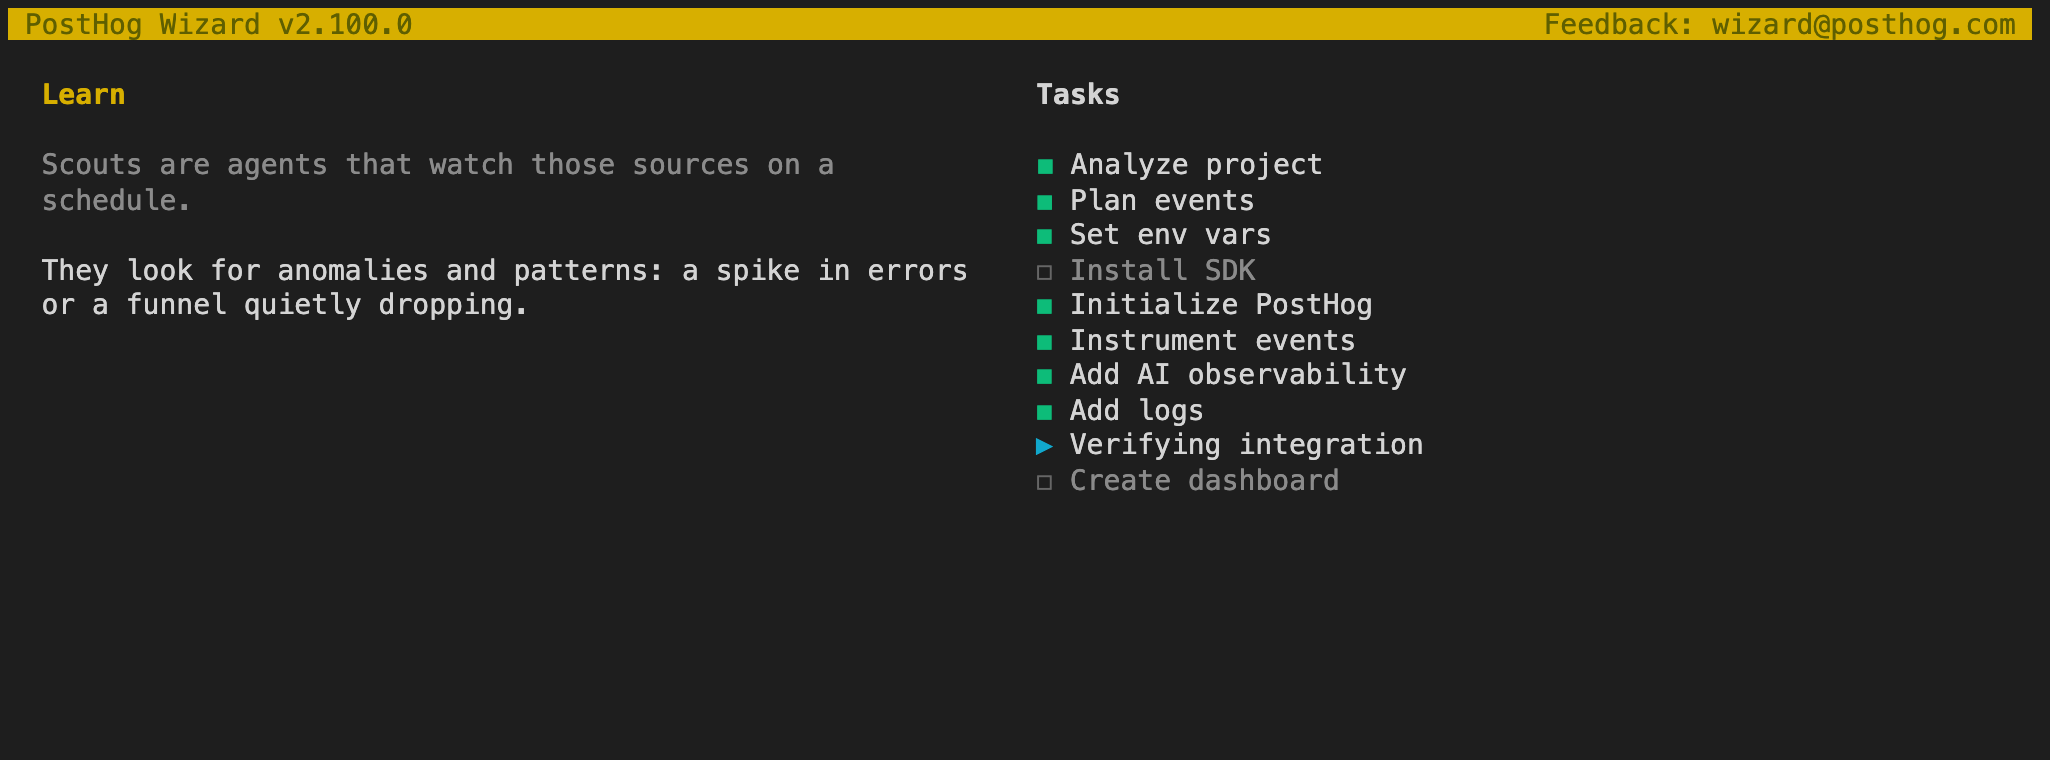 PostHog Wizard v2.100.0
Feedback: wizard@posthog.com
Learn
Scouts are agents that watch those sources on a
schedule.
They look for anomalies and patterns: a spike in errors
or a funnel quietly dropping.
Tasks
Analyze project
Plan events
Set env vars
Install SDK
Initialize PostHog
Instrument events
Add AI observability
Add logs
Verifying integration
Create dashboard